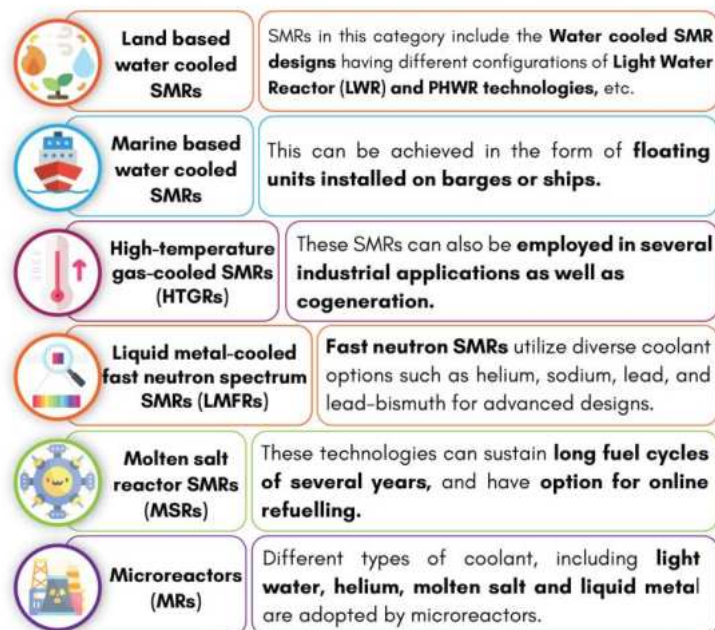 Land based
water cooled
SMRs
SMRs in this category include the Water cooled SMR
designs having different configurations of Light Water
Reactor (LWR) and PHWR technologies, etc.
Marine based
water cooled
SMRs
This can be achieved in the form of floating
units installed on barges or ships.
High-temperature
gas-cooled SMRs
(HTGRs)
These SMRs can also be employed in several
industrial applications as well as
cogeneration.
Liquid metal-cooled
fast neutron spectrum
SMRs (LMFRs)
Fast neutron SMRs utilize diverse coolant
options such as helium, sodium, lead, and
lead-bismuth for advanced designs.
Molten salt
reactor SMRs
(MSRs)
These technologies can sustain long fuel cycles
of several years, and have option for online
refuelling.
Microreactors
(MRs)
Different types of coolant, including light
water, helium, molten salt and liquid metal
are adopted by microreactors.